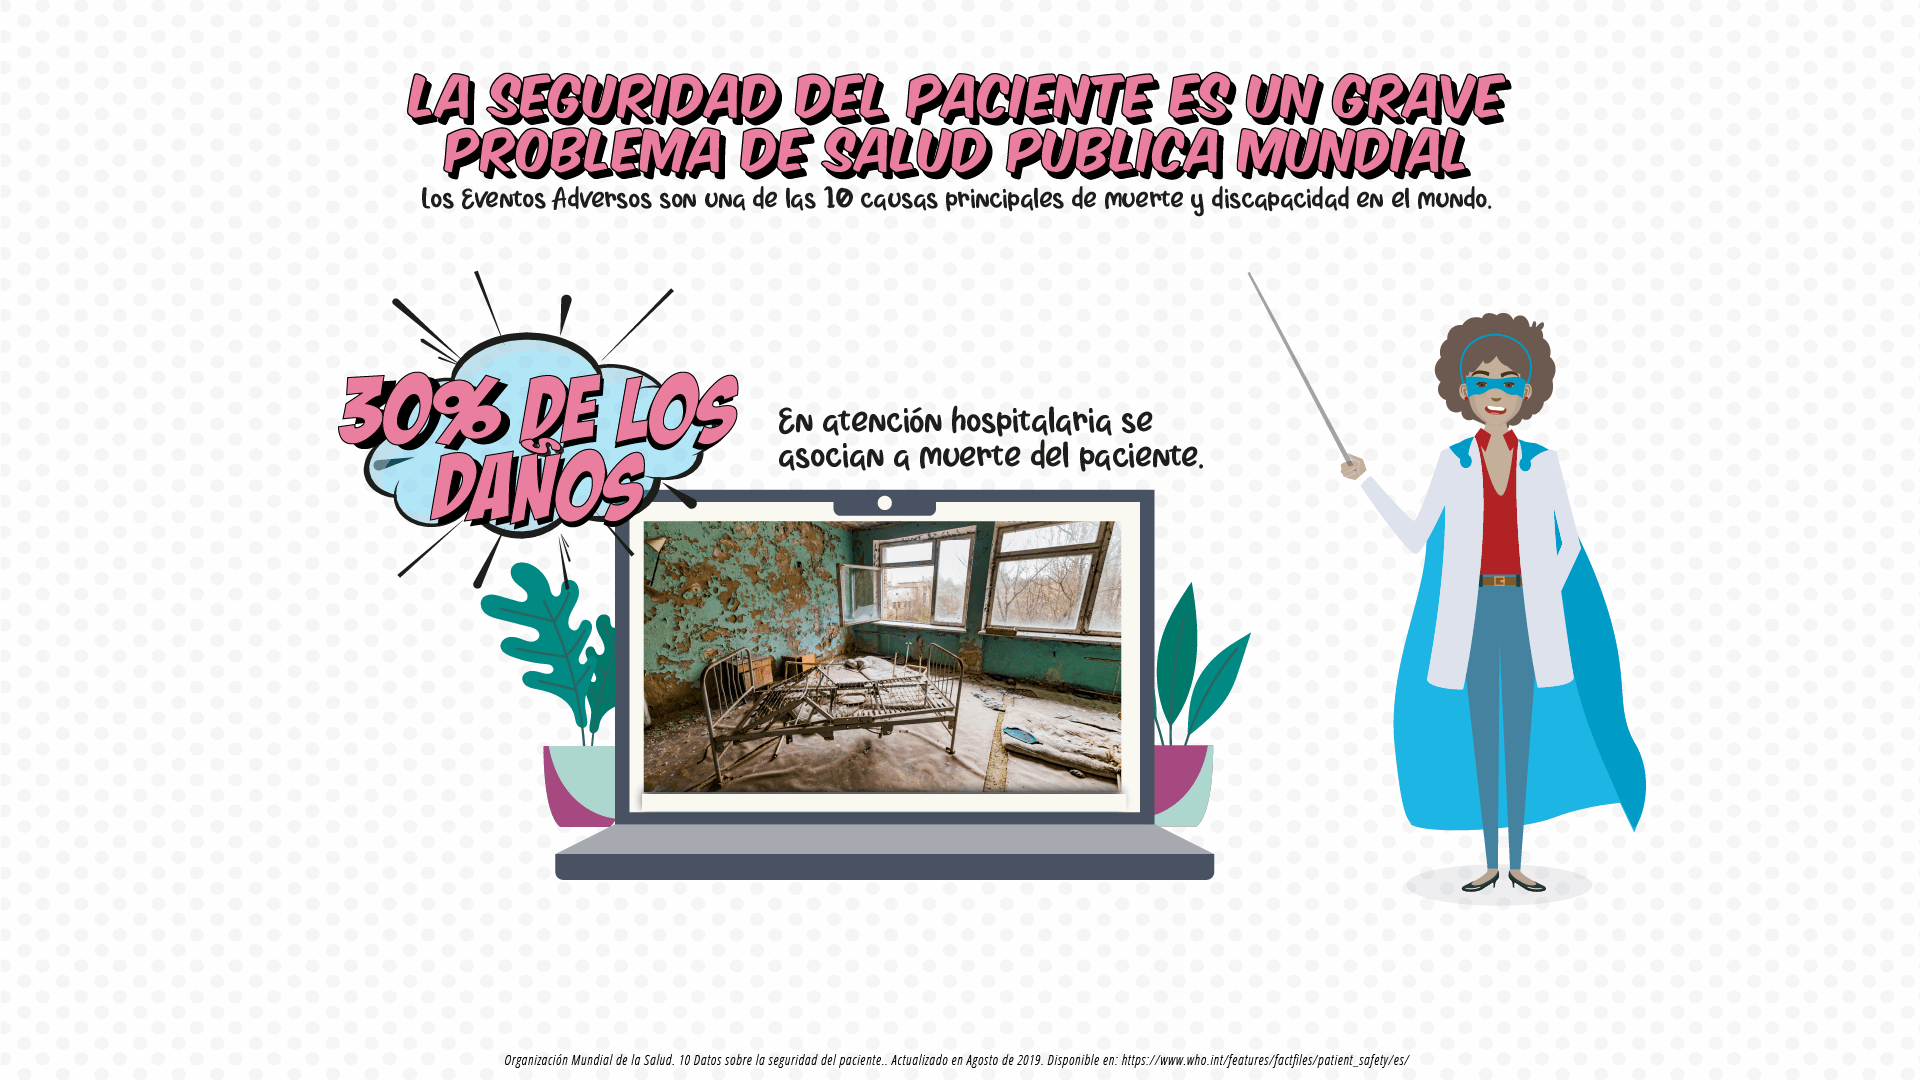 LA SEGURIDAD DEL PACIENTE ES UN GRAVE
PROBLEMA DE SALUD PUBLICA MUNDIAL
Los Eventos Adversos son una de las 10 causas principales de muerte y discapacidad en el mundo.
30% DE LOS
DAÑOS
En atención hospitalaria se
asocian a muerte del paciente.
Organización Mundial de la Salud. 10 Datos sobre la seguridad del paciente.. Actualizado en Agosto de 2019. Disponible en: https://www.who.int/features/factfiles/patient_safety/es/